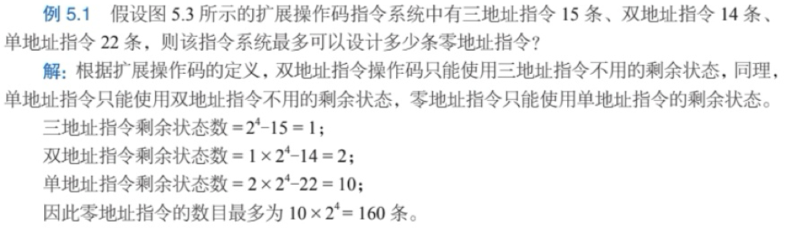 例 5.1 假设图 5.3 所示的扩展操作码指令系统中有三地址指令 15 条、双地址指令 14 条、
单地址指令 22 条，则该指令系统最多可以设计多少条零地址指令？
解：根据扩展操作码的定义，双地址指令操作码只能使用三地址指令不用的剩余状态，同理，
单地址指令只能使用双地址指令不用的剩余状态，零地址指令只能使用单地址指令的剩余状态。
三地址指令剩余状态数 = 2⁴−15 = 1；
双地址指令剩余状态数 = 1 × 2⁴−14 = 2；
单地址指令剩余状态数 = 2 × 2⁴−22 = 10；
因此零地址指令的数目最多为 10 × 2⁴ = 160 条。